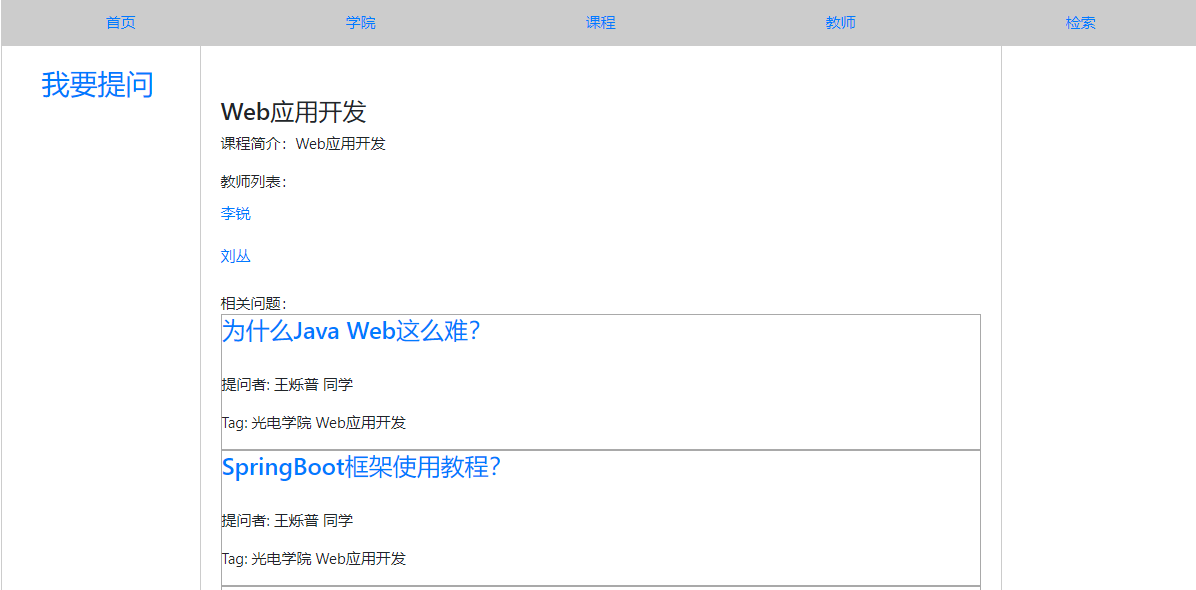 首页 学院 课程 教师 检索
我要提问
Web应用开发
课程简介：Web应用开发
教师列表：
李锐
刘丛
相关问题：
为什么Java Web这么难？
提问者: 王烁普 同学
Tag: 光电学院 Web应用开发
SpringBoot框架使用教程？
提问者: 王烁普 同学
Tag: 光电学院 Web应用开发